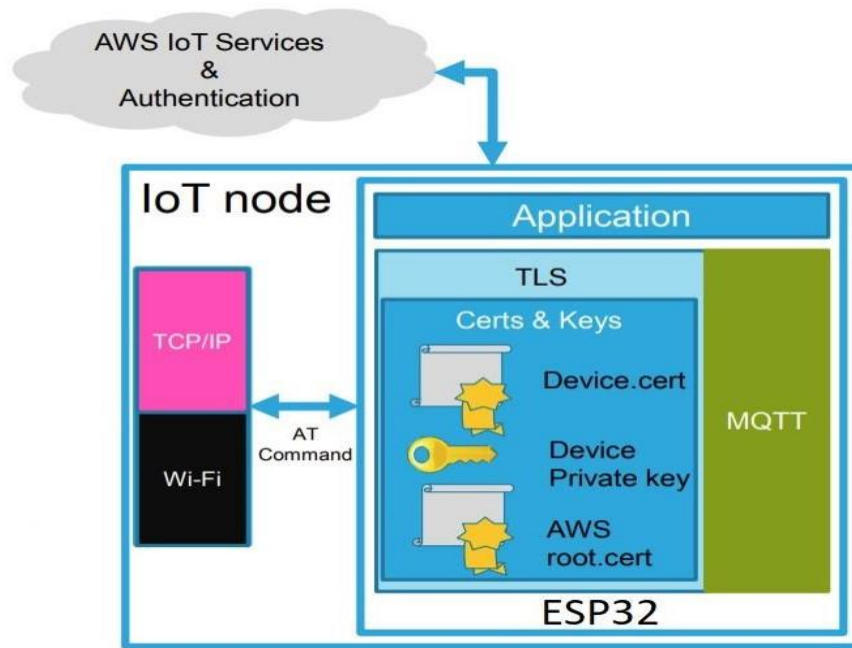 AWS IoT Services
&
Authentication
IoT node
Application
TLS
Certs & Keys
TCP/IP
Device.cert
AT
Command
MQTT
Wi-Fi
Device
Private key
AWS
root.cert
ESP32